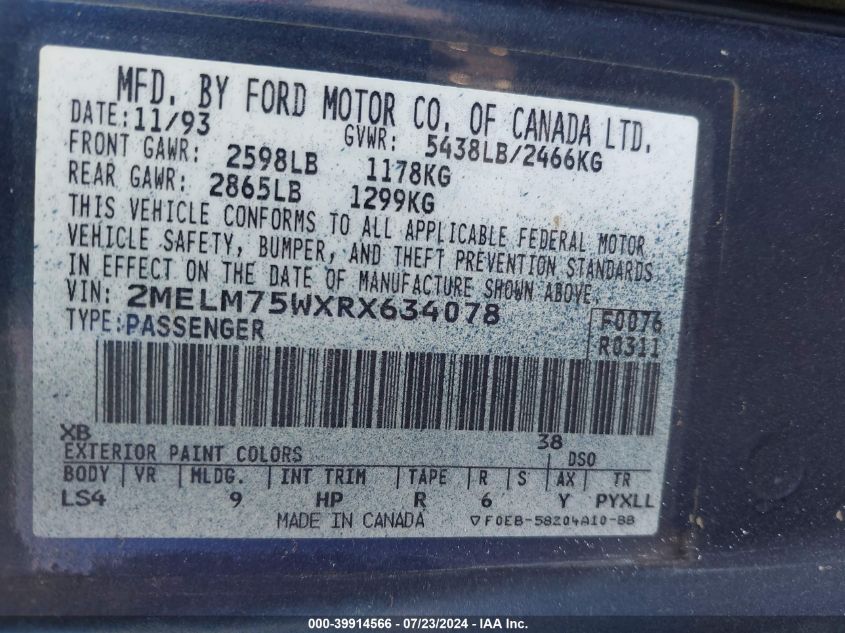 MFD. BY FORD MOTOR CO. OF CANADA LTD.
DATE: 11/93 GVWR: 5438LB/2466KG
FRONT GAWR: 2598LB 1178KG
REAR GAWR: 2865LB 1299KG
THIS VEHICLE CONFORMS TO ALL APPLICABLE FEDERAL MOTOR
VEHICLE SAFETY, BUMPER, AND THEFT PREVENTION STANDARDS
IN EFFECT ON THE DATE OF MANUFACTURE SHOWN ABOVE.
VIN: 2MELM75WXRX634078
TYPE: PASSENGER
F0076
R0311
XB 38
EXTERIOR PAINT COLORS DSO
BODY VR MLDG. INT TRIM TAPE R S AX TR
LS4 9 HP R 6 Y PYXLL
MADE IN CANADA ▽F0EB-58204A10-BB
000-39914566 - 07/23/2024 - IAA Inc.